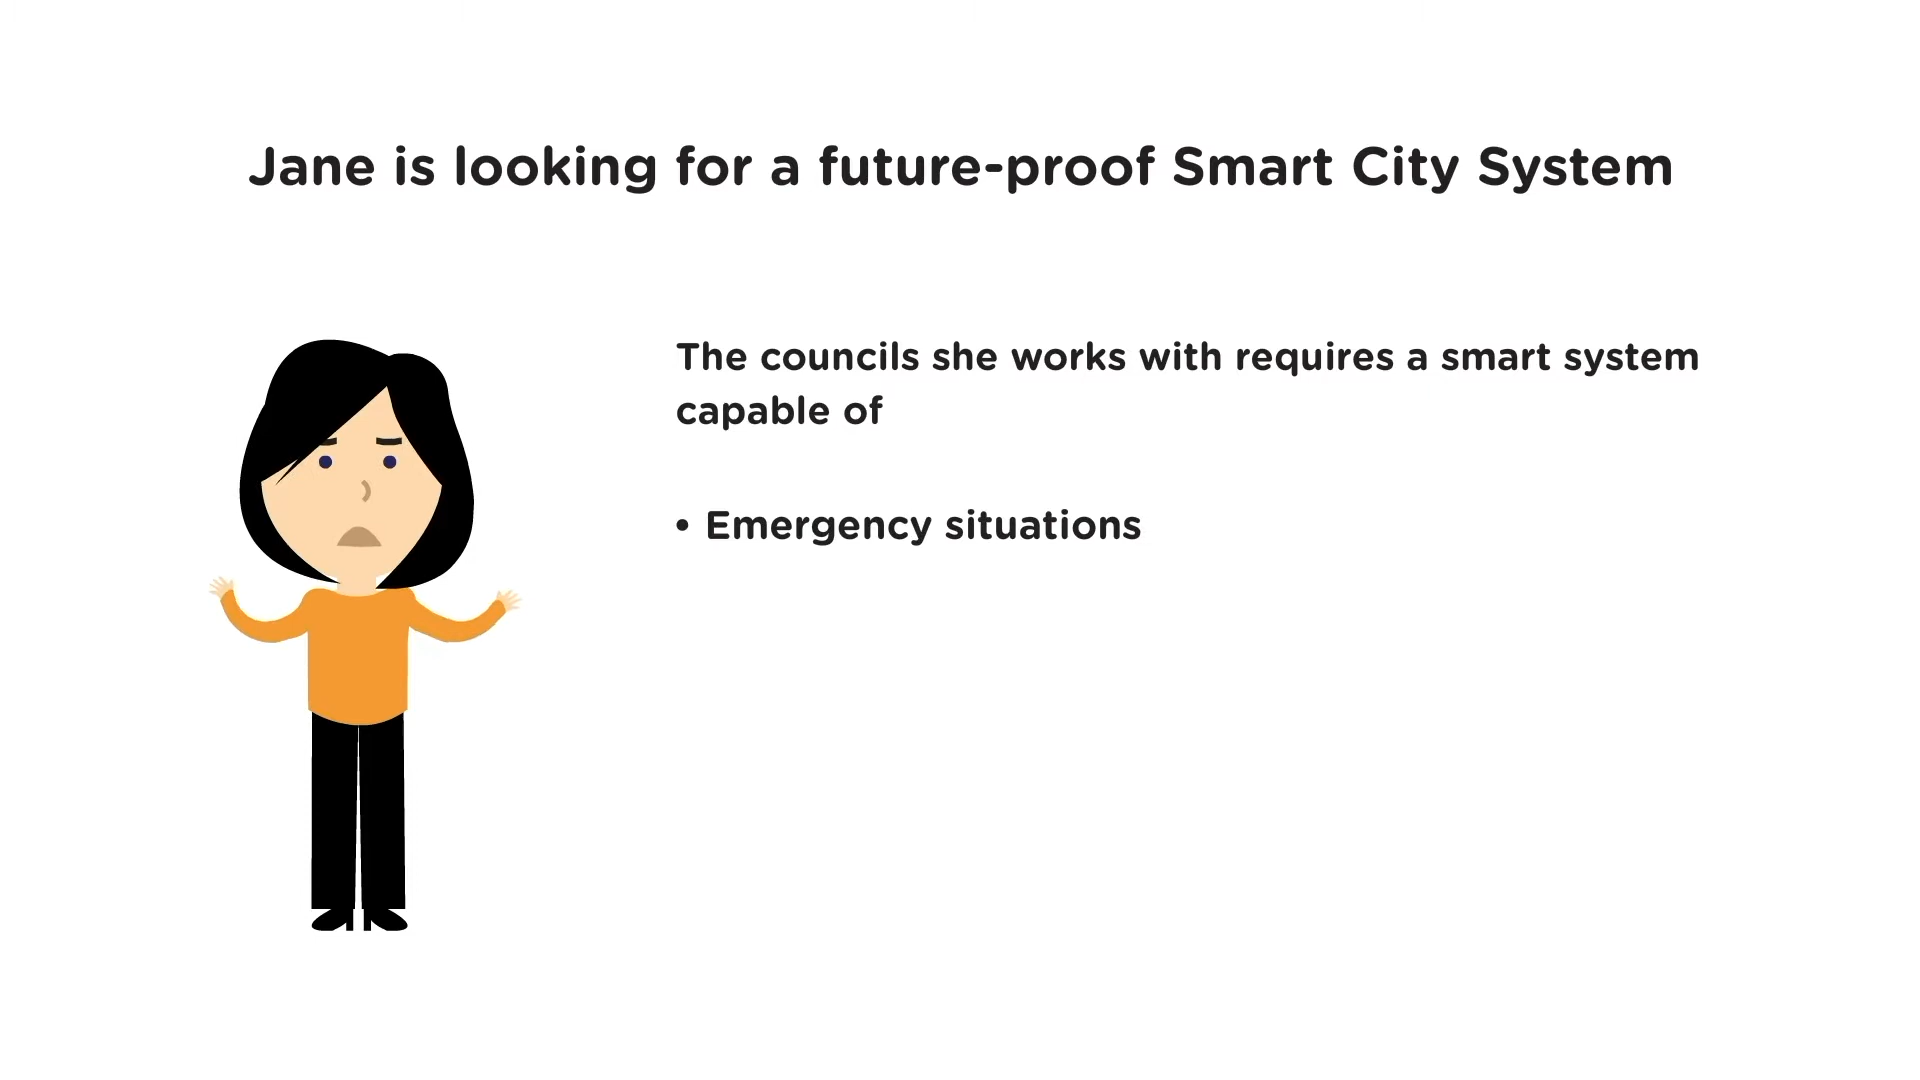 Jane is looking for a future-proof Smart City System
The councils she works with requires a smart system
capable of
• Emergency situations